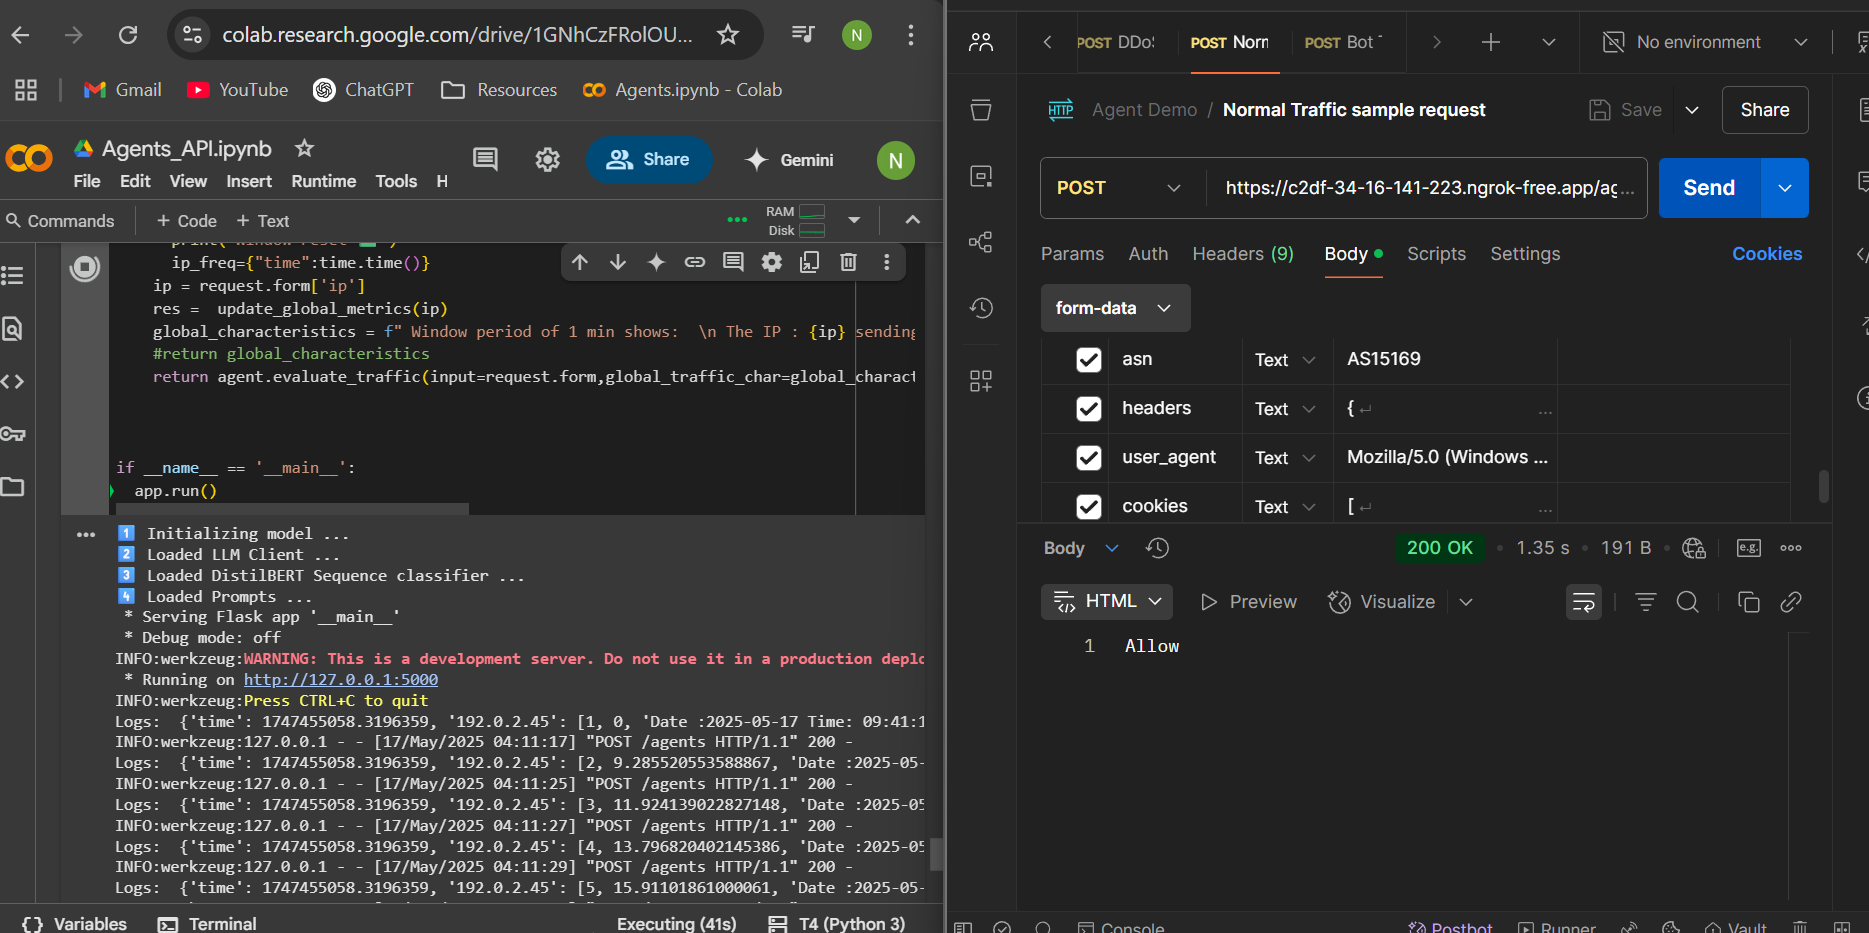 colab.research.google.com/drive/1GNhCzFRolOU...
N
Gmail
YouTube
ChatGPT
Resources
Agents.ipynb - Colab
Agents_API.ipynb
Share
Gemini
N
File Edit View Insert Runtime Tools H
Commands
+ Code + Text
RAM
Disk
print("Window reset
ip_freq={"time":time.time()}
ip = request.form['ip']
res =  update_global_metrics(ip)
global_characteristics = f" Window period of 1 min shows:  \n The IP : {ip} sending
#return global_characteristics
return agent.evaluate_traffic(input=request.form,global_traffic_char=global_charact
if __name__ == '__main__':
app.run()
1 Initializing model ...
2 Loaded LLM Client ...
3 Loaded DistilBERT Sequence classifier ...
4 Loaded Prompts ...
* Serving Flask app '__main__'
* Debug mode: off
INFO:werkzeug:WARNING: This is a development server. Do not use it in a production deplo
* Running on http://127.0.0.1:5000
INFO:werkzeug:Press CTRL+C to quit
Logs:  {'time': 1747455058.3196359, '192.0.2.45': [1, 0, 'Date :2025-05-17 Time: 09:41:1
INFO:werkzeug:127.0.0.1 - - [17/May/2025 04:11:17] "POST /agents HTTP/1.1" 200 -
Logs:  {'time': 1747455058.3196359, '192.0.2.45': [2, 9.285520553588867, 'Date :2025-05-
INFO:werkzeug:127.0.0.1 - - [17/May/2025 04:11:25] "POST /agents HTTP/1.1" 200 -
Logs:  {'time': 1747455058.3196359, '192.0.2.45': [3, 11.924139022827148, 'Date :2025-05
INFO:werkzeug:127.0.0.1 - - [17/May/2025 04:11:27] "POST /agents HTTP/1.1" 200 -
Logs:  {'time': 1747455058.3196359, '192.0.2.45': [4, 13.796820402145386, 'Date :2025-05
INFO:werkzeug:127.0.0.1 - - [17/May/2025 04:11:29] "POST /agents HTTP/1.1" 200 -
Logs:  {'time': 1747455058.3196359, '192.0.2.45': [5, 15.91101861000061, 'Date :2025-05-
Variables
Terminal
Executing (41s)
T4 (Python 3)
POST DDoS
POST Norn
POST Bot
No environment
HTTP Agent Demo / Normal Traffic sample request
Save
Share
POST
https://c2df-34-16-141-223.ngrok-free.app/ag...
Send
Params Auth Headers (9) Body Scripts Settings
Cookies
form-data
asn Text AS15169
headers Text { ...
user_agent Text Mozilla/5.0 (Windows ...
cookies Text [ ...
Body
200 OK • 1.35 s • 191 B
e.g.
HTML
Preview
Visualize
1 Allow
Console
Postbot
Runner
Vault